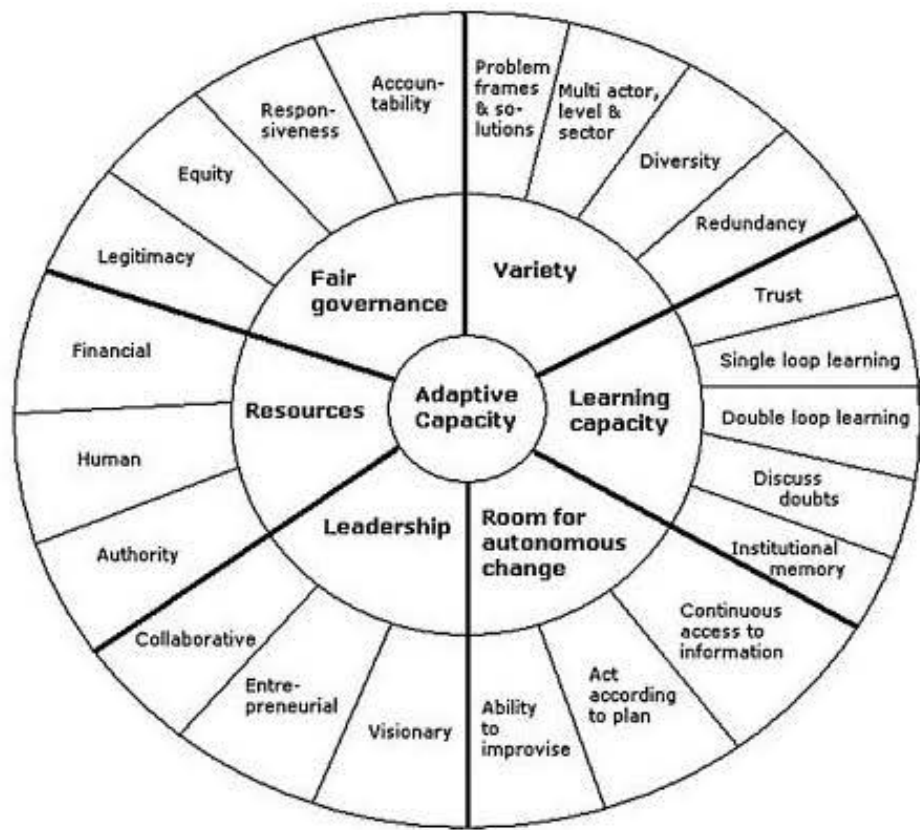 Adaptive
Capacity
Variety
Problem
frames
& so-
lutions
Multi actor,
level &
sector
Diversity
Redundancy
Learning
capacity
Trust
Single loop learning
Double loop learning
Discuss
doubts
Institutional
memory
Room for
autonomous
change
Continuous
access to
information
Act
according
to plan
Ability
to
improvise
Leadership
Visionary
Entre-
preneurial
Collaborative
Resources
Authority
Human
Financial
Fair
governance
Legitimacy
Equity
Respon-
siveness
Accoun-
tability